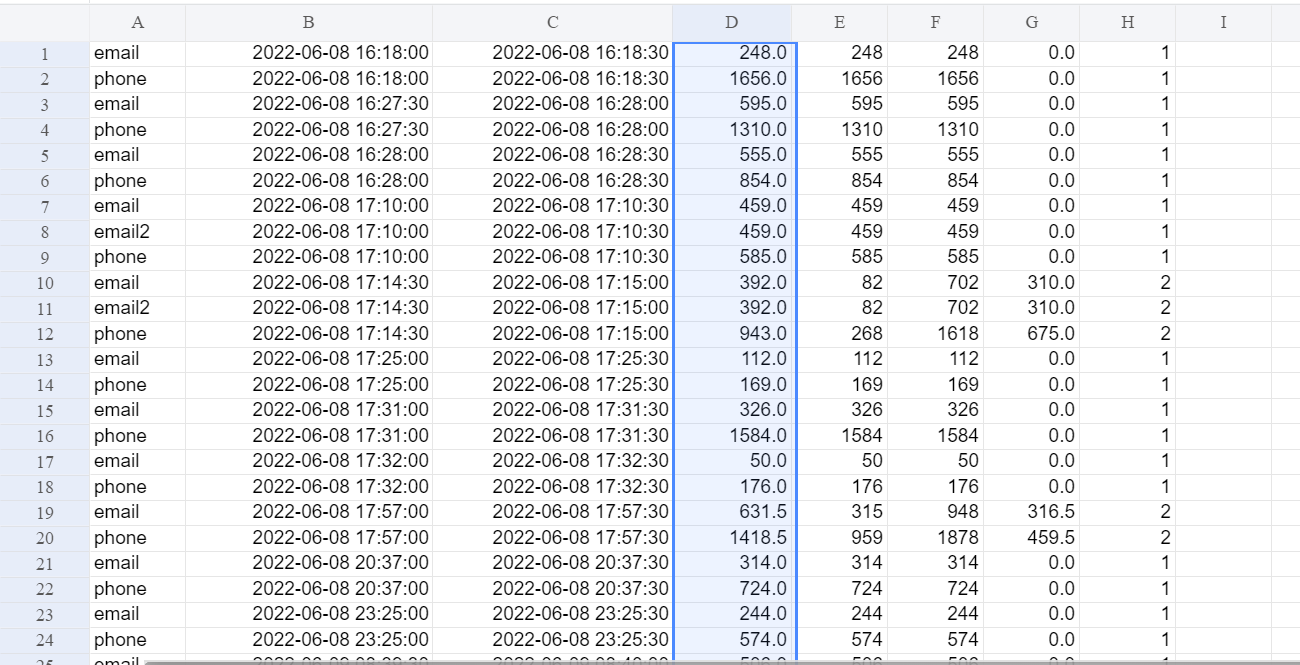 A B C D E F G H I
1 email 2022-06-08 16:18:00 2022-06-08 16:18:30 248.0 248 248 0.0 1
2 phone 2022-06-08 16:18:00 2022-06-08 16:18:30 1656.0 1656 1656 0.0 1
3 email 2022-06-08 16:27:30 2022-06-08 16:28:00 595.0 595 595 0.0 1
4 phone 2022-06-08 16:27:30 2022-06-08 16:28:00 1310.0 1310 1310 0.0 1
5 email 2022-06-08 16:28:00 2022-06-08 16:28:30 555.0 555 555 0.0 1
6 phone 2022-06-08 16:28:00 2022-06-08 16:28:30 854.0 854 854 0.0 1
7 email 2022-06-08 17:10:00 2022-06-08 17:10:30 459.0 459 459 0.0 1
8 email2 2022-06-08 17:10:00 2022-06-08 17:10:30 459.0 459 459 0.0 1
9 phone 2022-06-08 17:10:00 2022-06-08 17:10:30 585.0 585 585 0.0 1
10 email 2022-06-08 17:14:30 2022-06-08 17:15:00 392.0 82 702 310.0 2
11 email2 2022-06-08 17:14:30 2022-06-08 17:15:00 392.0 82 702 310.0 2
12 phone 2022-06-08 17:14:30 2022-06-08 17:15:00 943.0 268 1618 675.0 2
13 email 2022-06-08 17:25:00 2022-06-08 17:25:30 112.0 112 112 0.0 1
14 phone 2022-06-08 17:25:00 2022-06-08 17:25:30 169.0 169 169 0.0 1
15 email 2022-06-08 17:31:00 2022-06-08 17:31:30 326.0 326 326 0.0 1
16 phone 2022-06-08 17:31:00 2022-06-08 17:31:30 1584.0 1584 1584 0.0 1
17 email 2022-06-08 17:32:00 2022-06-08 17:32:30 50.0 50 50 0.0 1
18 phone 2022-06-08 17:32:00 2022-06-08 17:32:30 176.0 176 176 0.0 1
19 email 2022-06-08 17:57:00 2022-06-08 17:57:30 631.5 315 948 316.5 2
20 phone 2022-06-08 17:57:00 2022-06-08 17:57:30 1418.5 959 1878 459.5 2
21 email 2022-06-08 20:37:00 2022-06-08 20:37:30 314.0 314 314 0.0 1
22 phone 2022-06-08 20:37:00 2022-06-08 20:37:30 724.0 724 724 0.0 1
23 email 2022-06-08 23:25:00 2022-06-08 23:25:30 244.0 244 244 0.0 1
24 phone 2022-06-08 23:25:00 2022-06-08 23:25:30 574.0 574 574 0.0 1
25 email